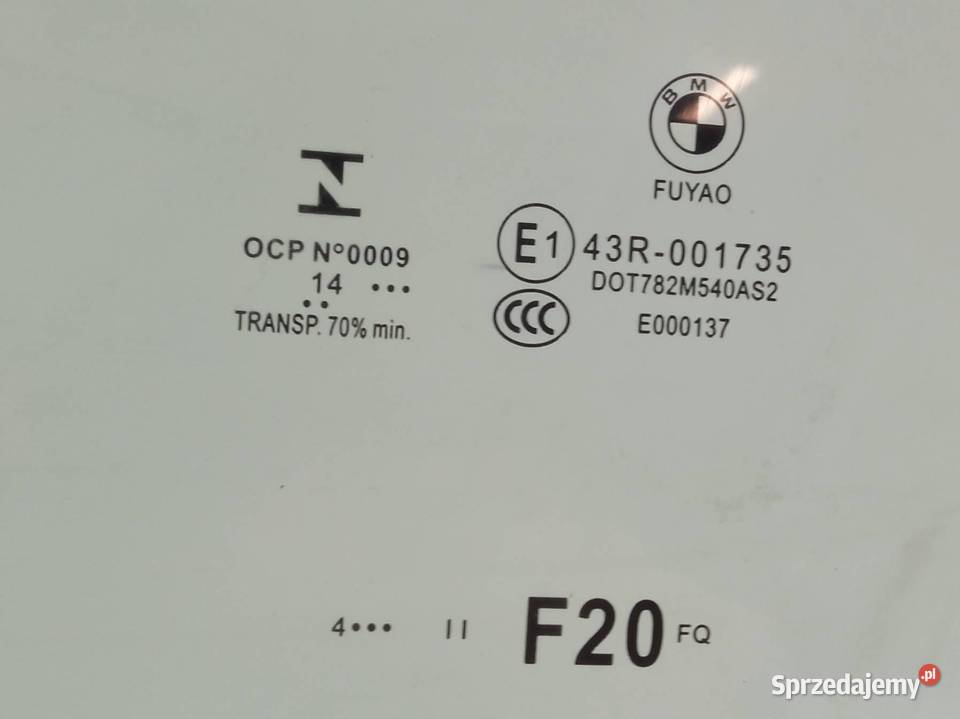 BMW
FUYAO
OCP Nº0009
14 •••
••
TRANSP. 70% min.
E1 43R-001735
DOT782M540AS2
CCC
E000137
4••• II F20 FQ
Sprzedajemy.pl